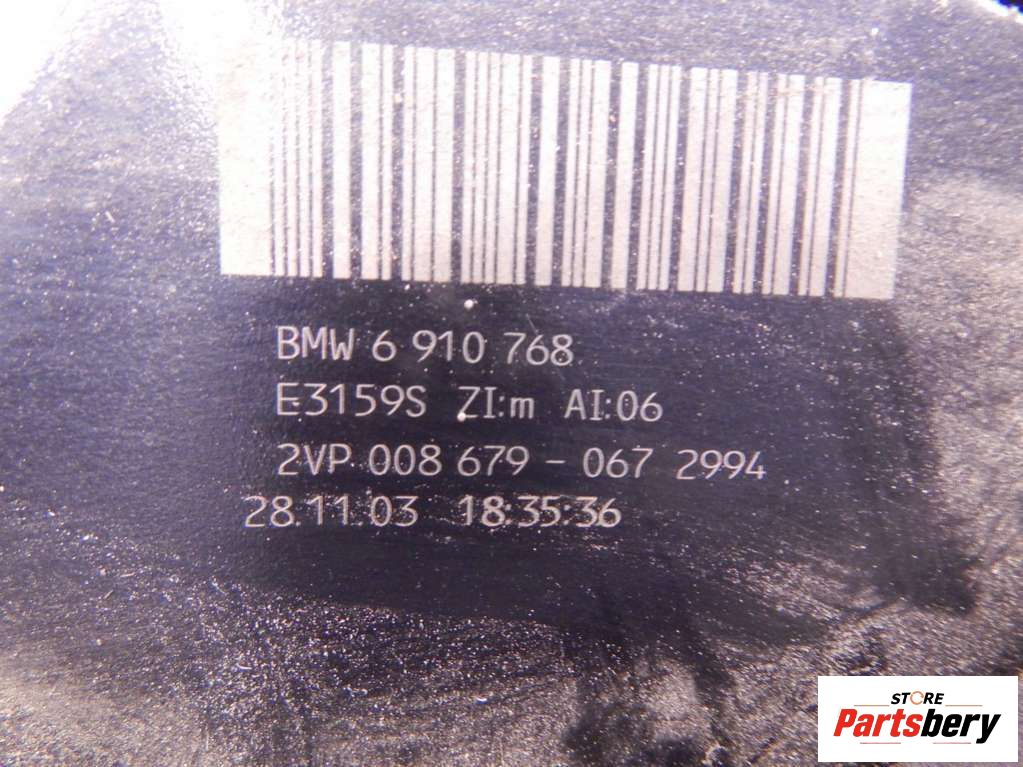 BMW 6 910 768
E3159S ZI:m AI:06
2VP 008 679 - 067 2994
28.11.03 18:35:36
STORE
Partsbery